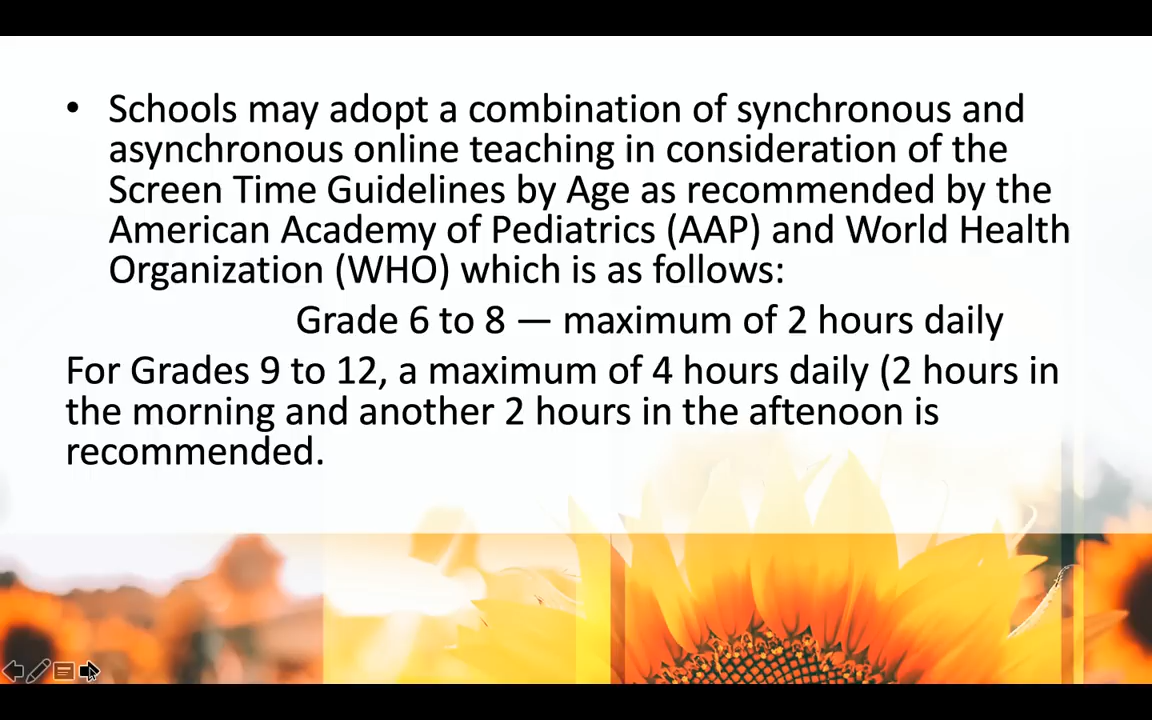 • Schools may adopt a combination of synchronous and
asynchronous online teaching in consideration of the
Screen Time Guidelines by Age as recommended by the
American Academy of Pediatrics (AAP) and World Health
Organization (WHO) which is as follows:
Grade 6 to 8 — maximum of 2 hours daily
For Grades 9 to 12, a maximum of 4 hours daily (2 hours in
the morning and another 2 hours in the aftenoon is
recommended.